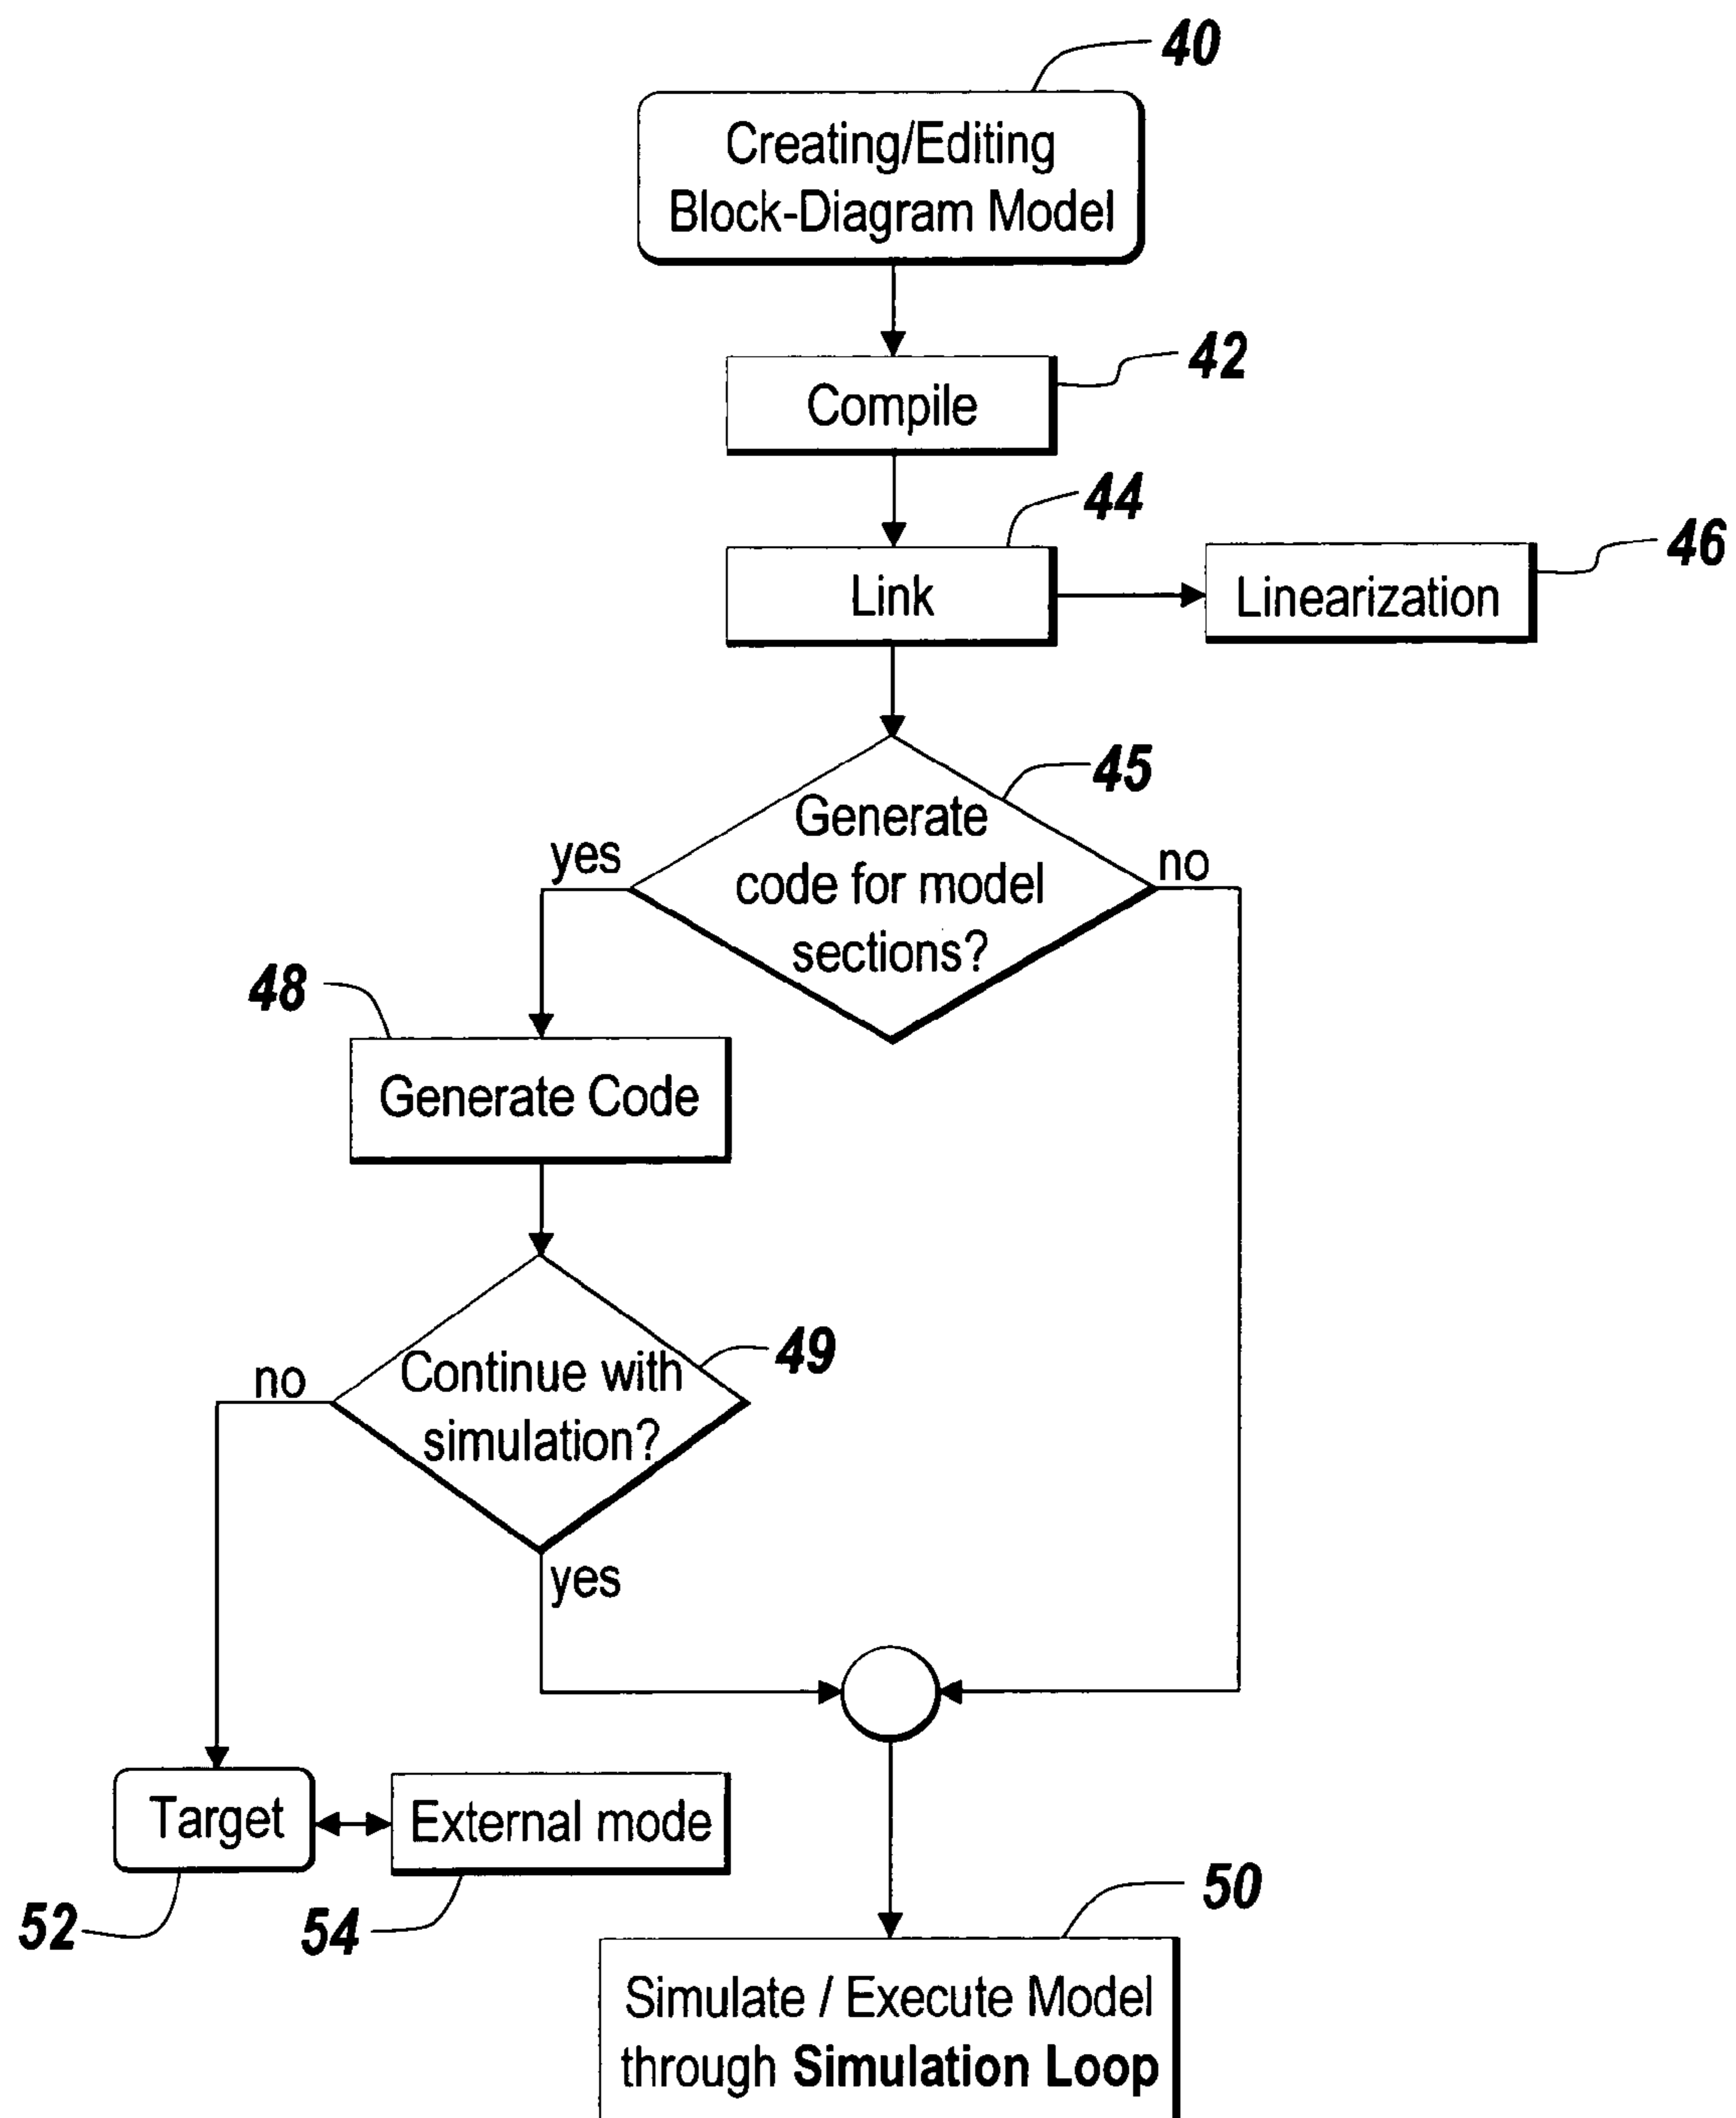 40
Creating/Editing
Block-Diagram Model
42
Compile
44
Link
46
Linearization
45
Generate
code for model
sections?
yes
no
48
Generate Code
49
Continue with
simulation?
no
yes
Target
External mode
52
54
50
Simulate / Execute Model
through Simulation Loop